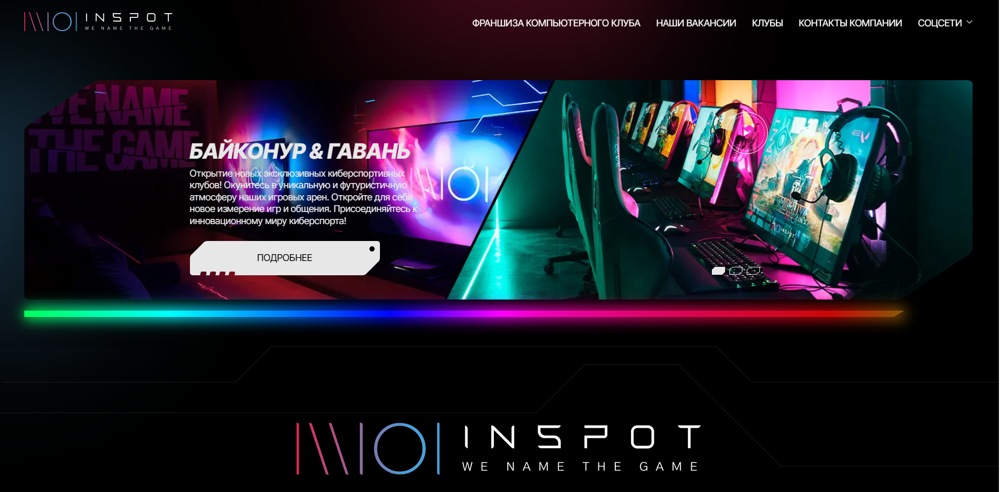 INSPOT
WE NAME THE GAME
ФРАНШИЗА КОМПЬЮТЕРНОГО КЛУБА
НАШИ ВАКАНСИИ
КЛУБЫ
КОНТАКТЫ КОМПАНИИ
СОЦСЕТИ
WE NAME
THE GAME
БАЙКОНУР & ГАВАНЬ
Открытие новых эксклюзивных киберспортивных
клубов! Окунитесь в уникальную и футуристичную
атмосферу наших игровых арен. Откройте для себя
новое измерение игр и общения. Присоединяйтесь к
инновационному миру киберспорта!
ПОДРОБНЕЕ
INSPOT
INSPOT
WE NAME THE GAME